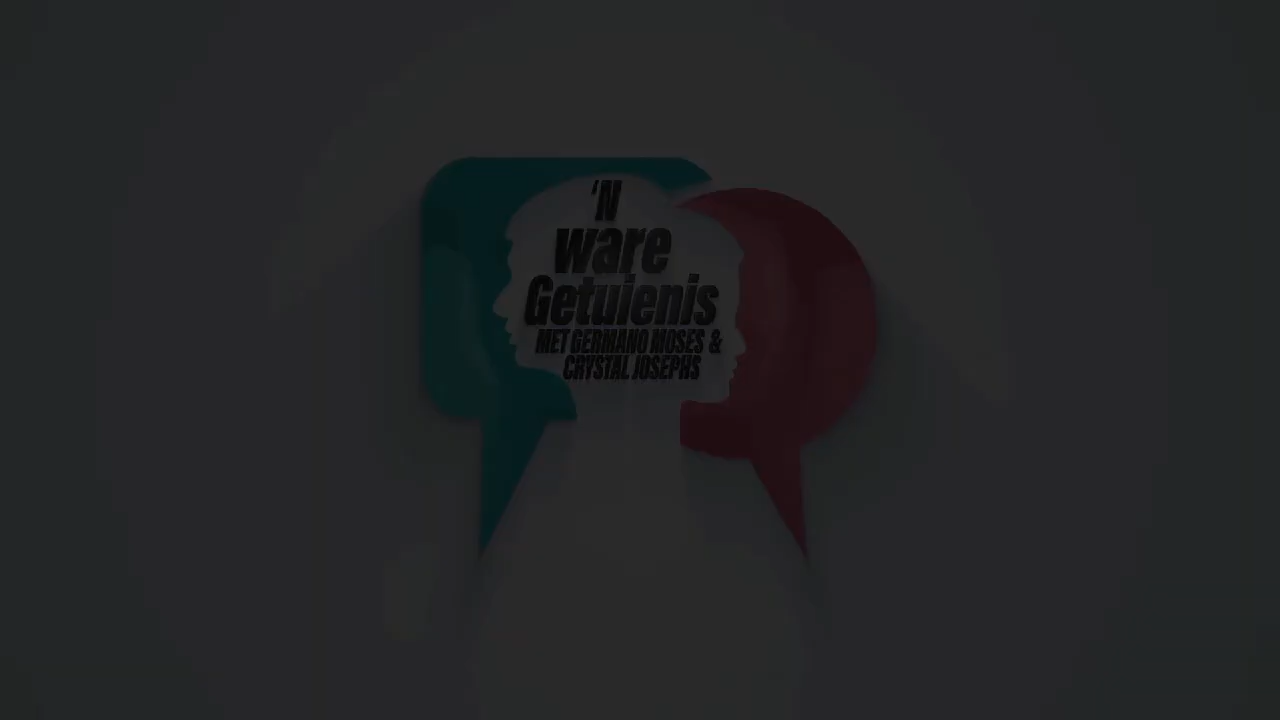 'N
ware
Getuienis
MET GERMANO MOSES &
CRYSTAL JOSEPHS